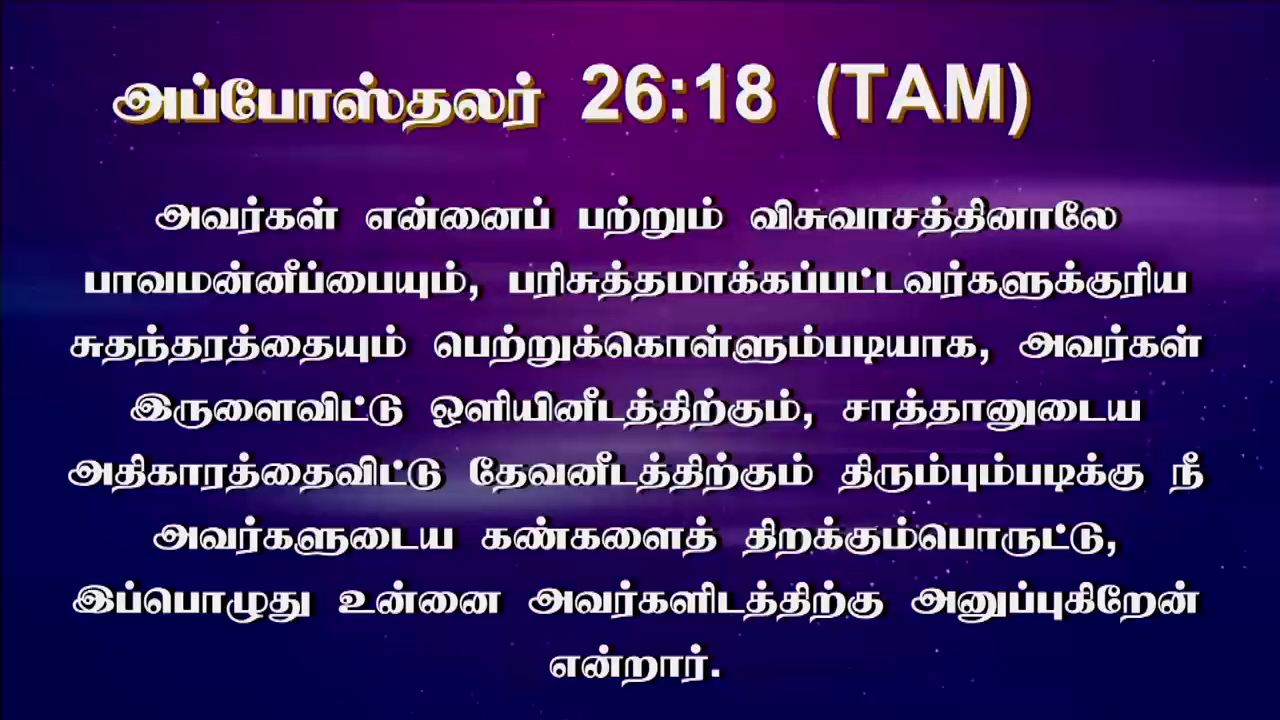 அப்போஸ்தலர் 26:18 (TAM)
அவர்கள் என்னைப் பற்றும் விசுவாசத்தினாலே
பாவமன்னீப்பையும், பரிசுத்தமாக்கப்பட்டவர்களுக்குரிய
சுதந்தரத்தையும் பெற்றுக்கொள்ளும்படியாக, அவர்கள்
இருளைவிட்டு ஒளியினீடத்திற்கும், சாத்தானுடைய
அதிகாரத்தைவிட்டு தேவனீடத்திற்கும் திரும்பும்படிக்கு நீ
அவர்களுடைய கண்களைத் திறக்கும்பொருட்டு,
இப்பொழுது உன்னை அவர்களிடத்திற்கு அனுப்புகிறேன்
என்றார்.